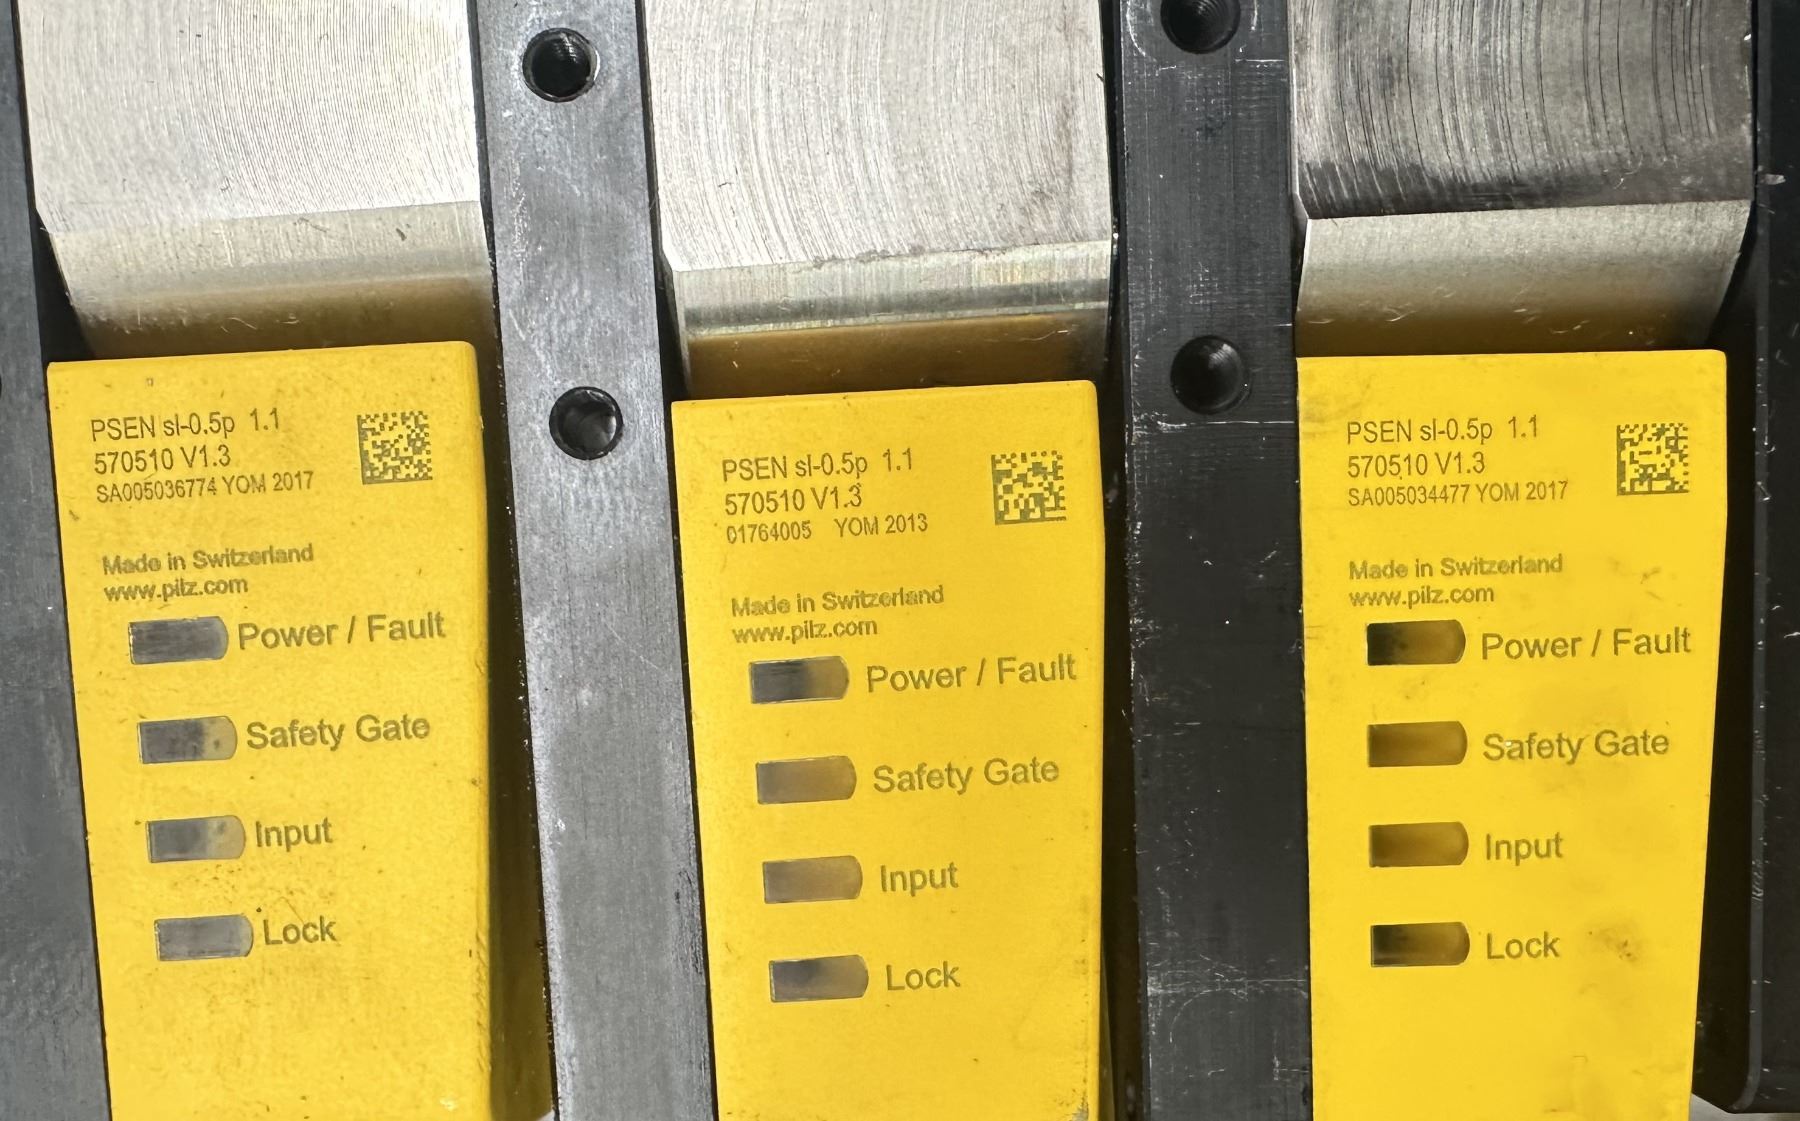 PSEN sl-0.5p 1.1
570510 V1.3
SA005036774 YOM 2017
Made in Switzerland
www.pilz.com
Power / Fault
Safety Gate
Input
Lock
PSEN sl-0.5p 1.1
570510 V1.3
01764005 YOM 2013
Made in Switzerland
www.pilz.com
Power / Fault
Safety Gate
Input
Lock
PSEN sl-0.5p 1.1
570510 V1.3
SA005034477 YOM 2017
Made in Switzerland
www.pilz.com
Power / Fault
Safety Gate
Input
Lock